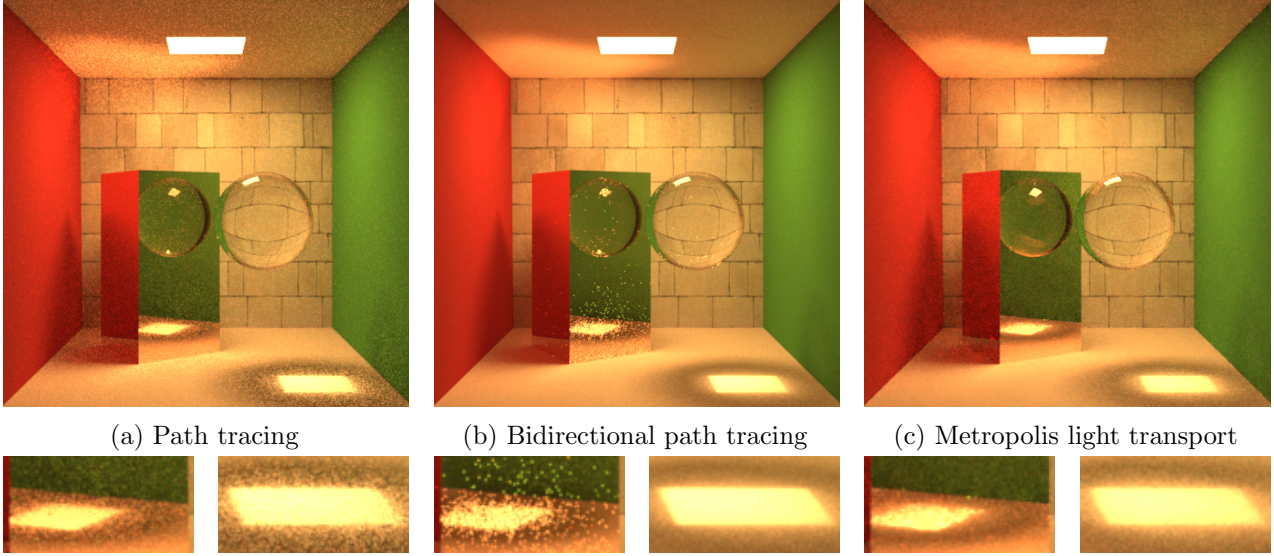 (a) Path tracing
(b) Bidirectional path tracing
(c) Metropolis light transport